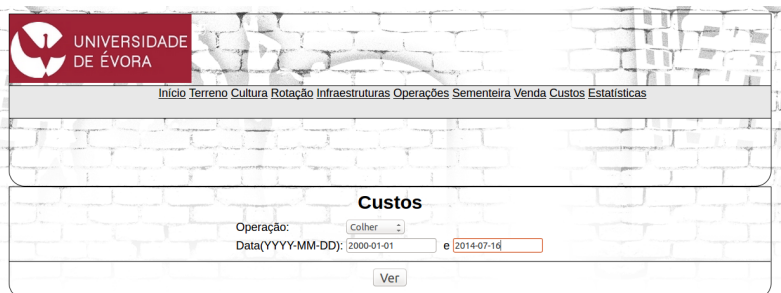 UNIVERSIDADE
DE ÉVORA
Início Terreno Cultura Rotação Infraestruturas Operações Sementeira Venda Custos Estatísticas
Custos
Operação: Colher
Data(YYYY-MM-DD): 2000-01-01 e 2014-07-16
Ver